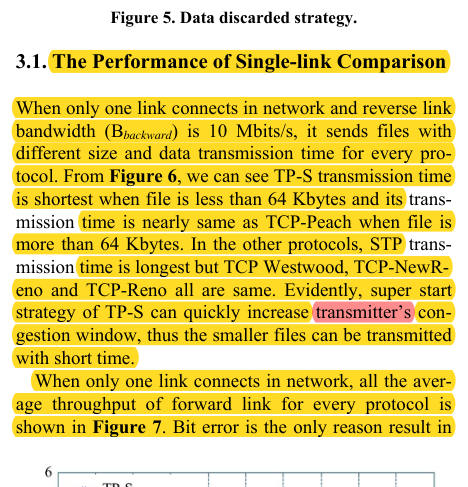 Figure 5. Data discarded strategy.
3.1. The Performance of Single-link Comparison
When only one link connects in network and reverse link
bandwidth (Bbackward) is 10 Mbits/s, it sends files with
different size and data transmission time for every pro-
tocol. From Figure 6, we can see TP-S transmission time
is shortest when file is less than 64 Kbytes and its trans-
mission time is nearly same as TCP-Peach when file is
more than 64 Kbytes. In the other protocols, STP trans-
mission time is longest but TCP Westwood, TCP-NewR-
eno and TCP-Reno all are same. Evidently, super start
strategy of TP-S can quickly increase transmitter's con-
gestion window, thus the smaller files can be transmitted
with short time.
When only one link connects in network, all the aver-
age throughput of forward link for every protocol is
shown in Figure 7. Bit error is the only reason result in
6
TP-S